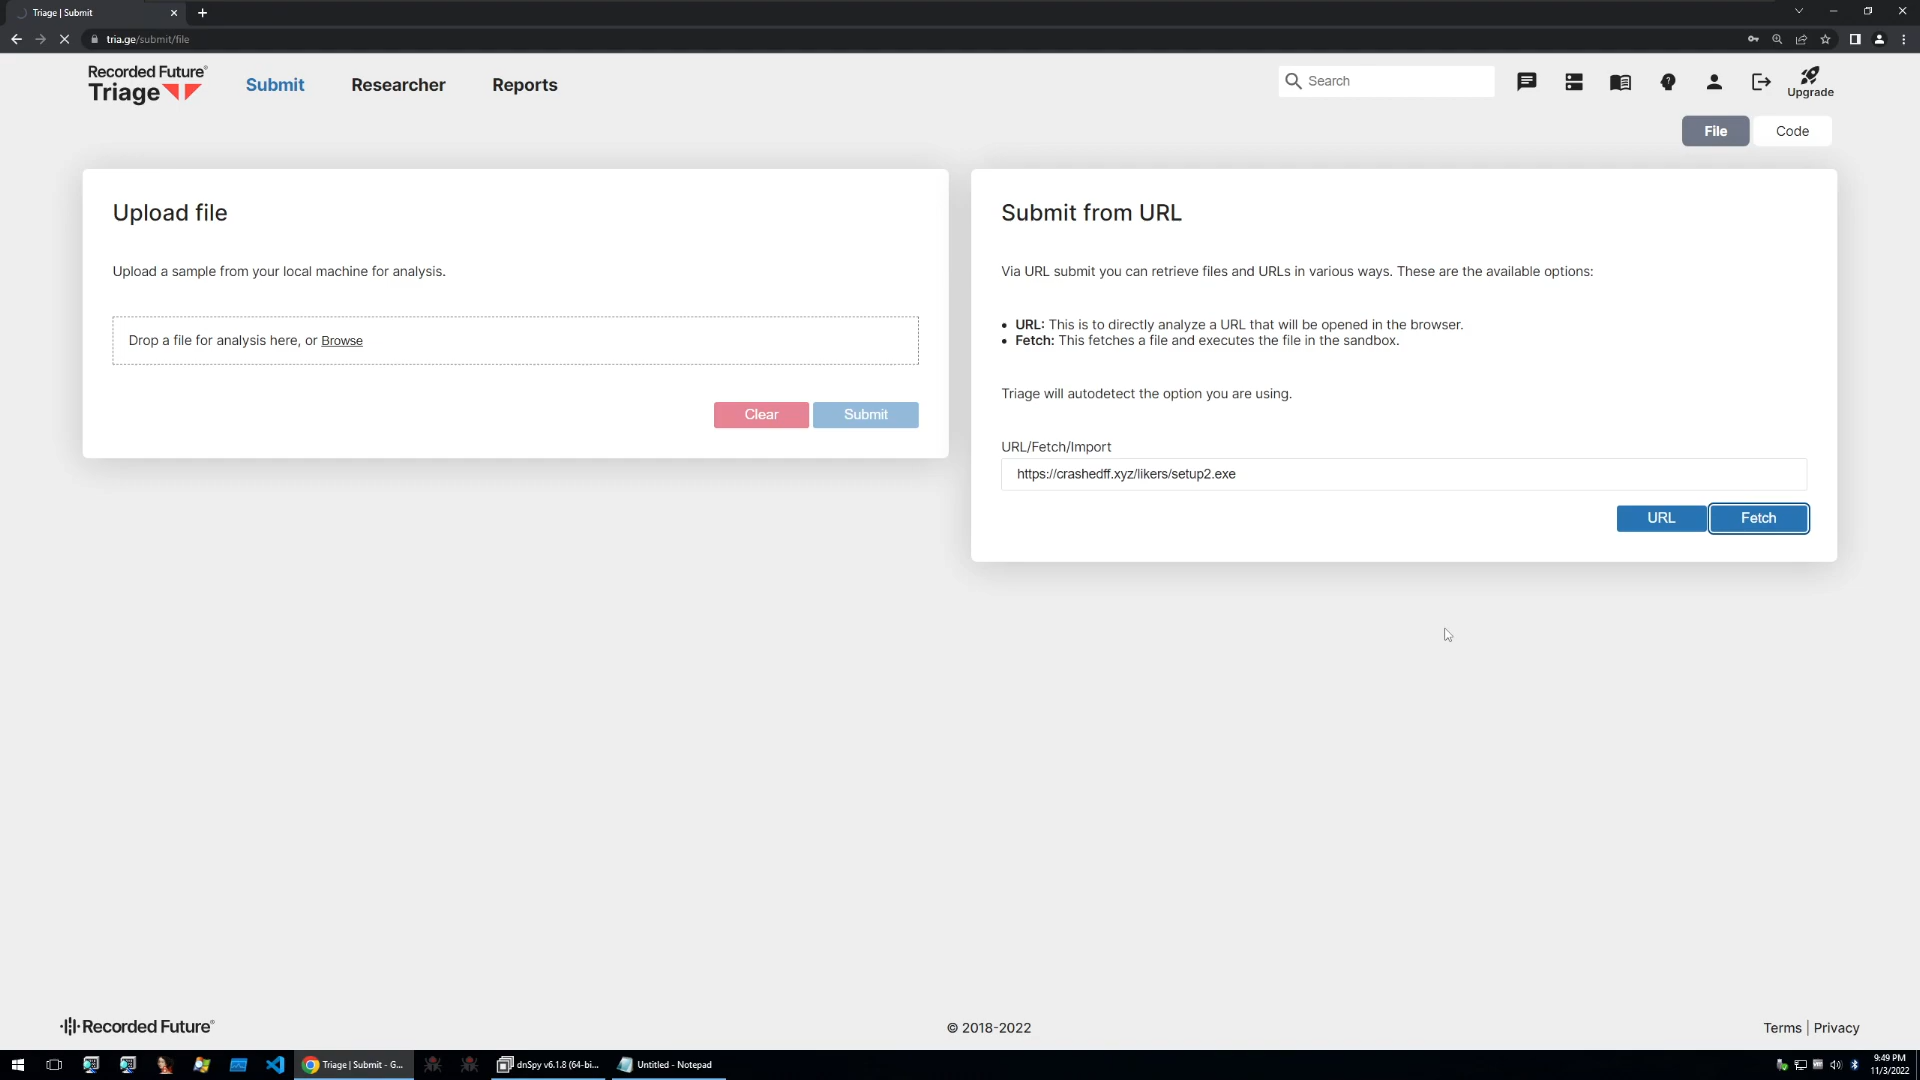 Triage | Submit
tria.ge/submit/file
Recorded Future®
Triage
Submit
Researcher
Reports
Search
Upgrade
File
Code
Upload file
Upload a sample from your local machine for analysis.
Drop a file for analysis here, or Browse
Clear
Submit
Submit from URL
Via URL submit you can retrieve files and URLs in various ways. These are the available options:
• URL: This is to directly analyze a URL that will be opened in the browser.
• Fetch: This fetches a file and executes the file in the sandbox.
Triage will autodetect the option you are using.
URL/Fetch/Import
https://crashedff.xyz/likers/setup2.exe
URL
Fetch
Recorded Future®
© 2018-2022
Terms | Privacy
Triage | Submit - G...
dnSpy v6.1.8 (64-bi...
Untitled - Notepad
9:49 PM
11/3/2022